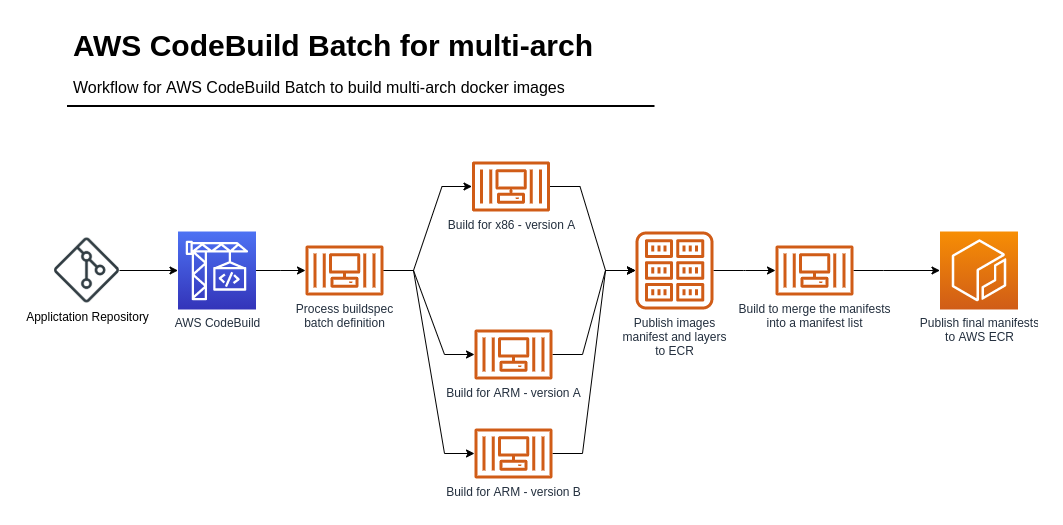 AWS CodeBuild Batch for multi-arch
Workflow for AWS CodeBuild Batch to build multi-arch docker images
Build for x86 - version A
Applictation Repository
AWS CodeBuild
Process buildspec
batch definition
Publish images
manifest and layers
to ECR
Build to merge the manifests
into a manifest list
Publish final manifests
to AWS ECR
Build for ARM - version A
Build for ARM - version B